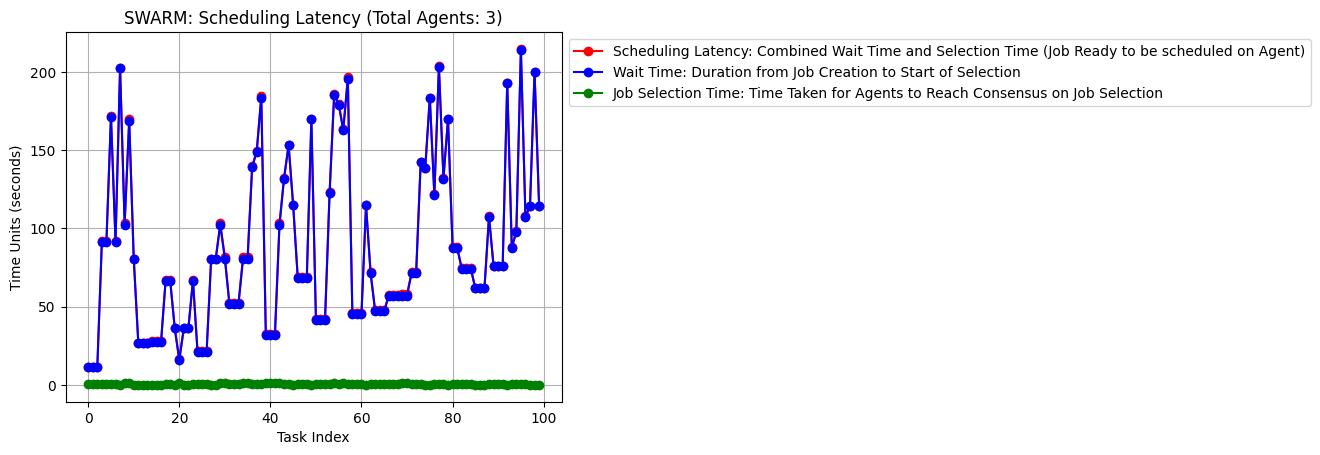 SWARM: Scheduling Latency (Total Agents: 3)
Scheduling Latency: Combined Wait Time and Selection Time (Job Ready to be scheduled on Agent)
Wait Time: Duration from Job Creation to Start of Selection
Job Selection Time: Time Taken for Agents to Reach Consensus on Job Selection
Time Units (seconds)
200
150
100
50
0
0 20 40 60 80 100
Task Index